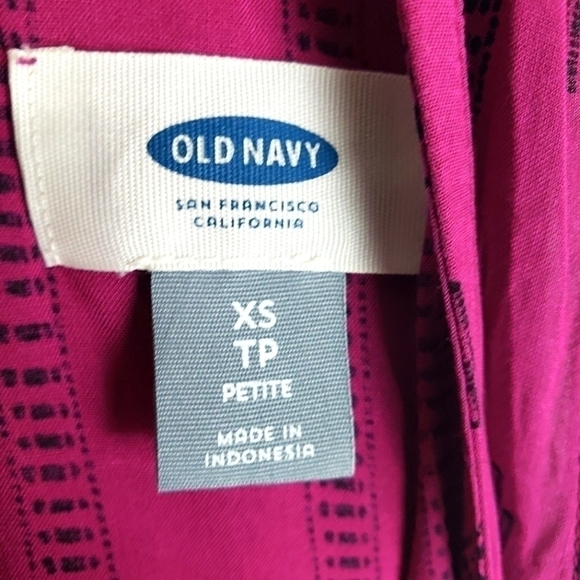 OLD NAVY
SAN FRANCISCO
CALIFORNIA
XS
TP
PETITE
MADE IN
INDONESIA